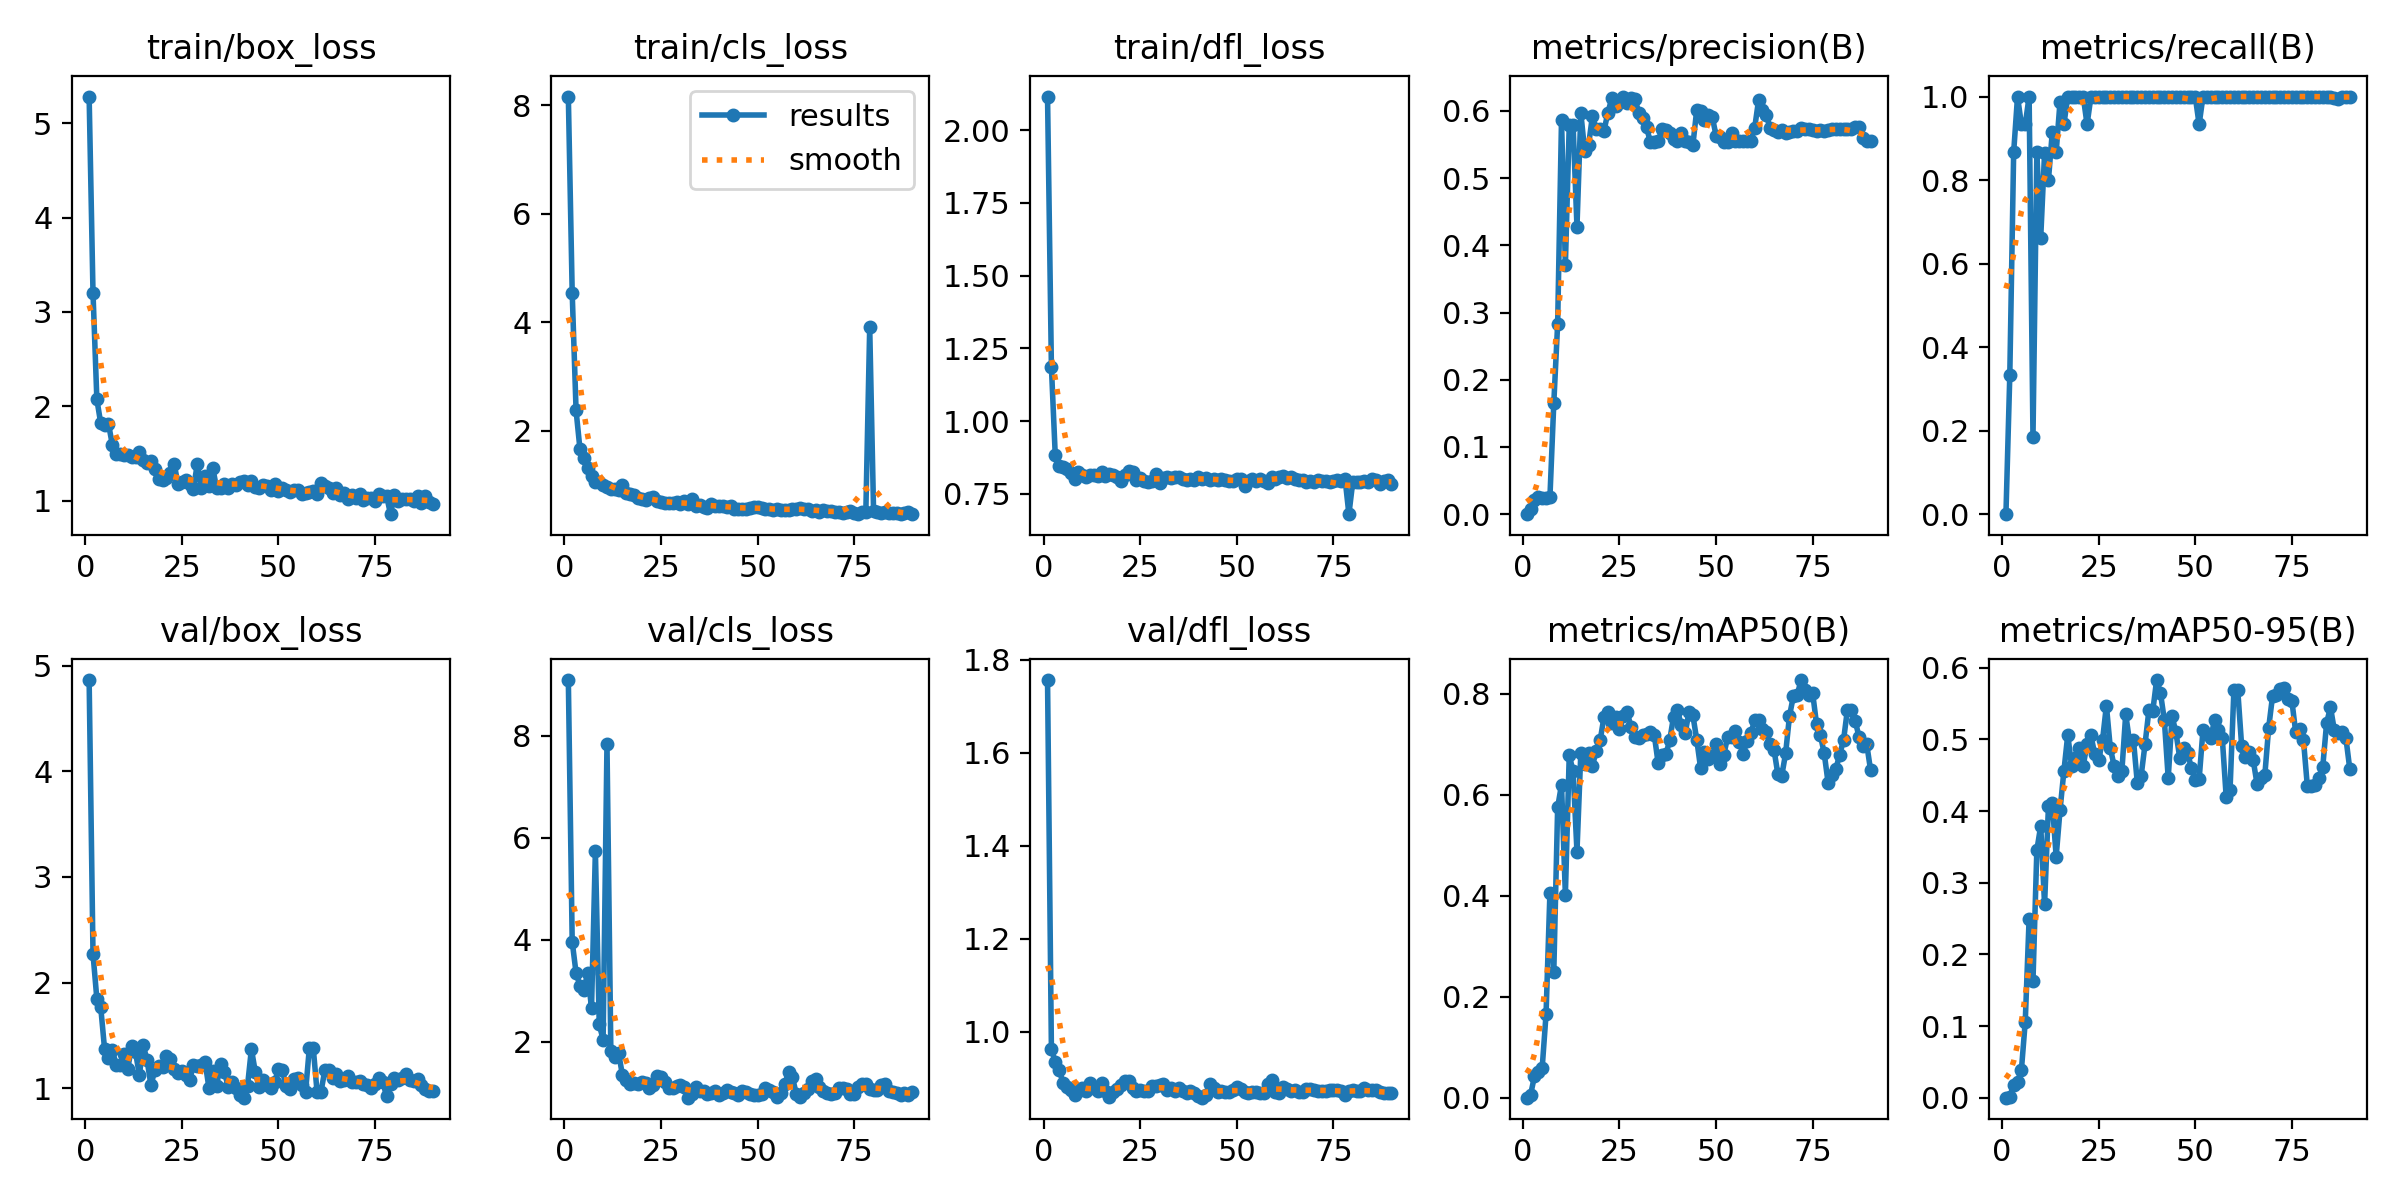 train/box_loss
5
4
3
2
1
0 25 50 75
train/cls_loss
results
smooth
8
6
4
2
0 25 50 75
train/dfl_loss
2.00
1.75
1.50
1.25
1.00
0.75
0 25 50 75
metrics/precision(B)
0.6
0.5
0.4
0.3
0.2
0.1
0.0
0 25 50 75
metrics/recall(B)
1.0
0.8
0.6
0.4
0.2
0.0
0 25 50 75
val/box_loss
5
4
3
2
1
0 25 50 75
val/cls_loss
8
6
4
2
0 25 50 75
val/dfl_loss
1.8
1.6
1.4
1.2
1.0
0 25 50 75
metrics/mAP50(B)
0.8
0.6
0.4
0.2
0.0
0 25 50 75
metrics/mAP50-95(B)
0.6
0.5
0.4
0.3
0.2
0.1
0.0
0 25 50 75